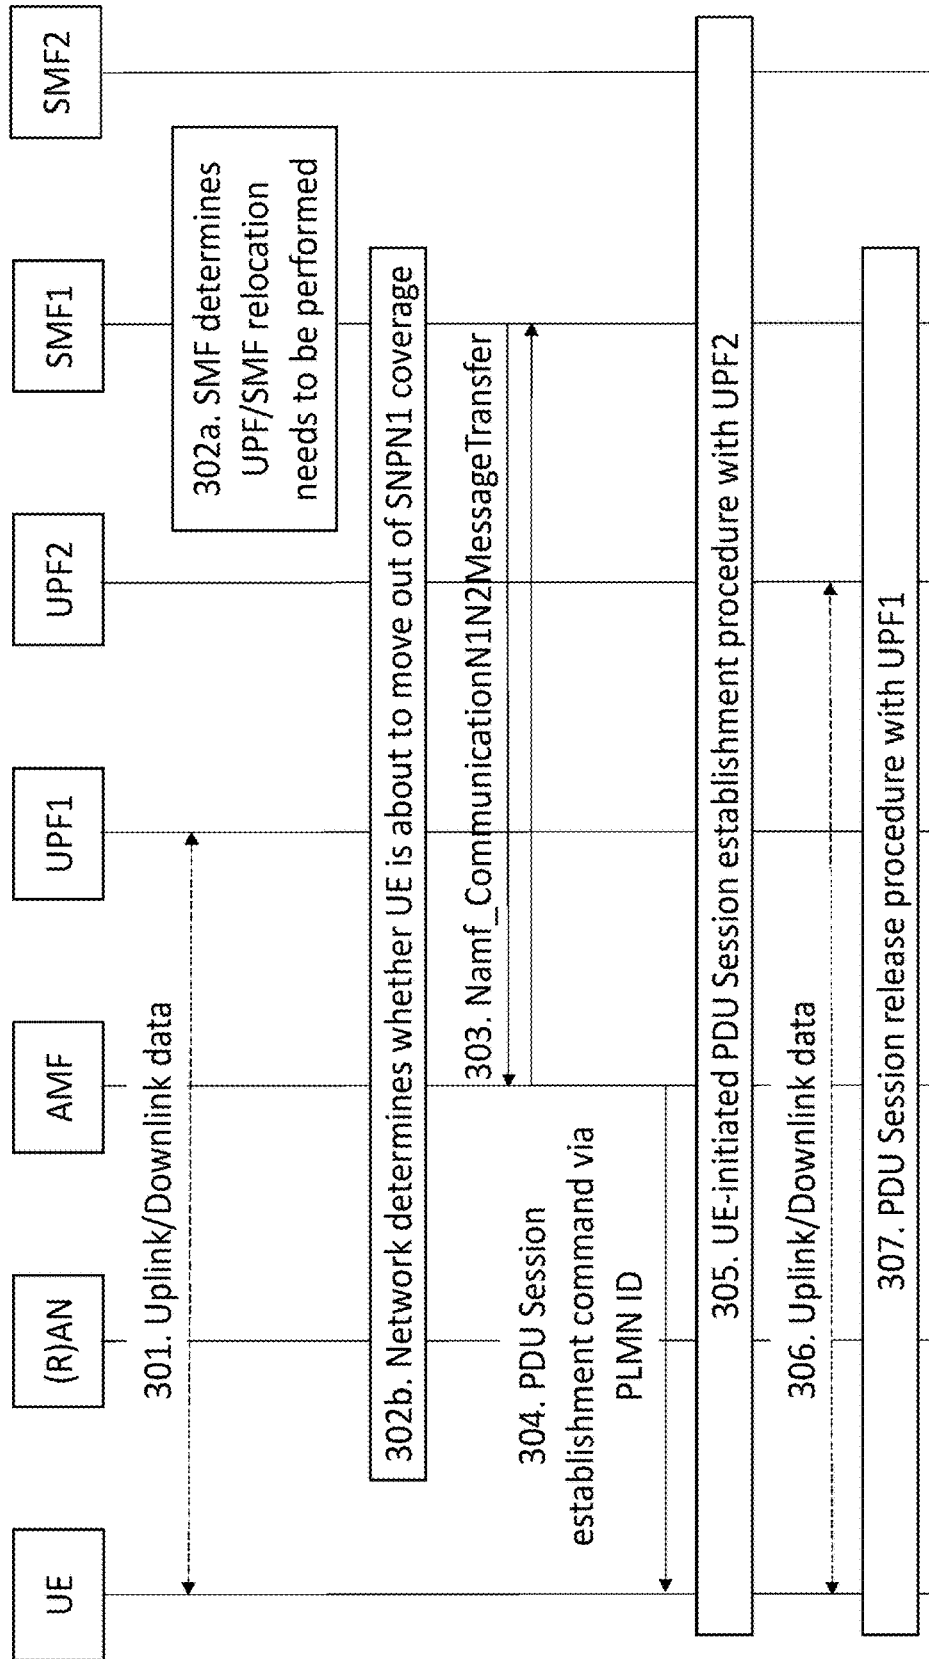 UE
(R)AN
AMF
UPF1
UPF2
SMF1
SMF2
301. Uplink/Downlink data
302a. SMF determines
UPF/SMF relocation
needs to be performed
302b. Network determines whether UE is about to move out of SNPN1 coverage
303. Namf_CommunicationN1N2MessageTransfer
304. PDU Session
establishment command via
PLMN ID
305. UE-initiated PDU Session establishment procedure with UPF2
306. Uplink/Downlink data
307. PDU Session release procedure with UPF1